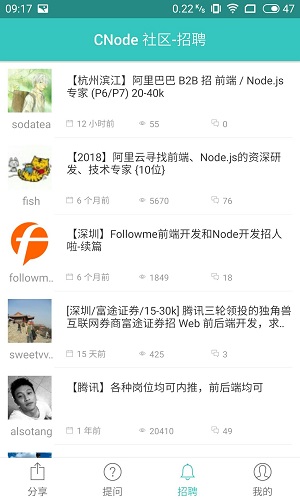 09:17
0.22 K/s
47
CNode 社区-招聘
【杭州滨江】阿里巴巴 B2B 招 前端 / Node.js
专家 (P6/P7) 20-40k
sodatea
12 小时前
55
0
【2018】阿里云寻找前端、Node.js的资深研
发、技术专家 {10位}
fish
6 个月前
5670
76
【深圳】Followme前端开发和Node开发招人
啦-续篇
followm..
6 个月前
1849
18
[深圳/富途证券/15-30k] 腾讯三轮领投的独角兽
互联网券商富途证券招 Web 前后端开发，求..
sweetvv..
15 天前
425
3
【腾讯】各种岗位均可内推，前后端均可
alsotang
1 年前
20410
49
分享
提问
招聘
我的